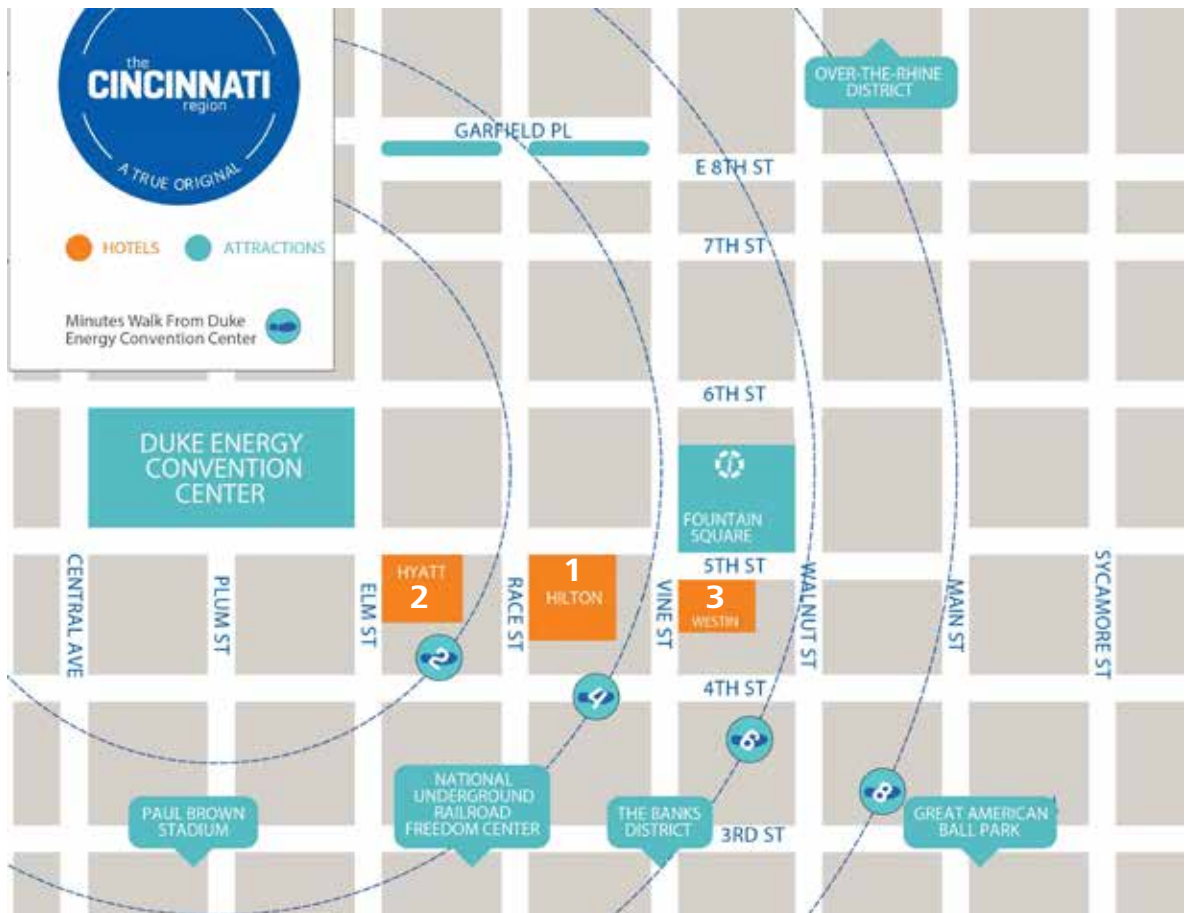 the
CINCINNATI
region
A TRUE ORIGINAL
HOTELS
ATTRACTIONS
Minutes Walk From Duke
Energy Convention Center
OVER-THE-RHINE
DISTRICT
GARFIELD PL
E 8TH ST
7TH ST
6TH ST
DUKE ENERGY
CONVENTION
CENTER
i
FOUNTAIN
SQUARE
5TH ST
HYATT
2
1
HILTON
3
WESTIN
CENTRAL AVE
PLUM ST
ELM ST
RACE ST
VINE ST
WALNUT ST
MAIN ST
SYCAMORE ST
2
4
4TH ST
6
8
PAUL BROWN
STADIUM
NATIONAL
UNDERGROUND
RAILROAD
FREEDOM CENTER
THE BANKS
DISTRICT
3RD ST
GREAT AMERICAN
BALL PARK